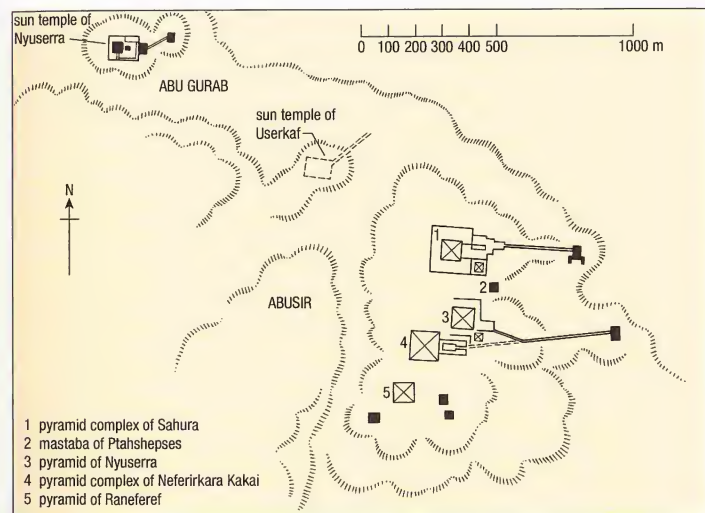 sun temple of
Nyuserra
0 100 200 300 400 500 1000 m
ABU GURAB
sun temple of
Userkaf
N
1
2
ABUSIR
3
4
5
1 pyramid complex of Sahura
2 mastaba of Ptahshepses
3 pyramid of Nyuserra
4 pyramid complex of Neferirkara Kakai
5 pyramid of Raneferef